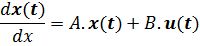 dx(t)/dx = A.x(t) + B.u(t)